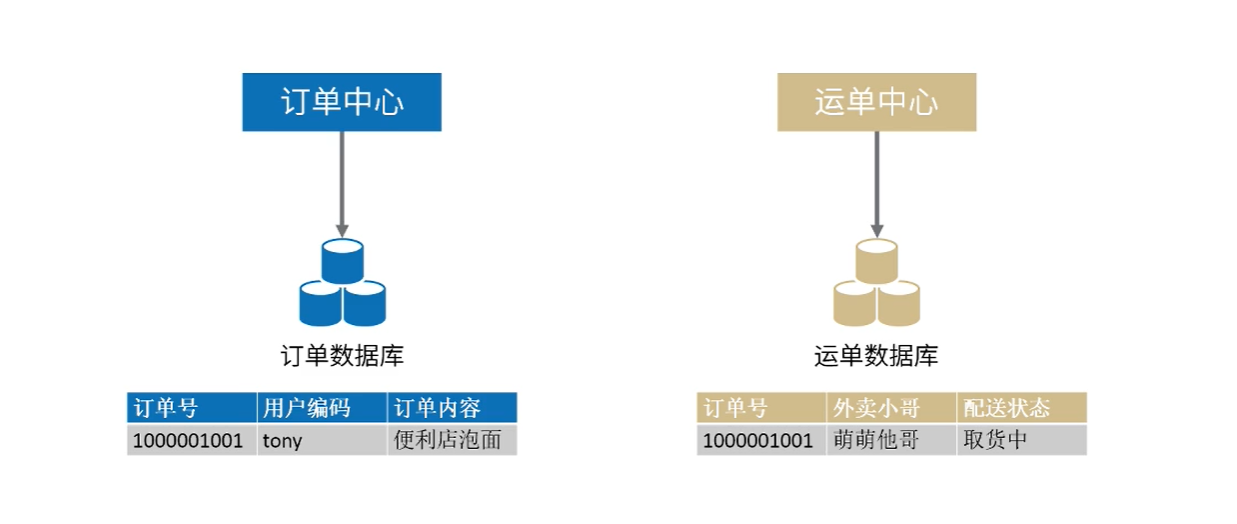 订单中心
运单中心
订单数据库
运单数据库
订单号 用户编码 订单内容
1000001001 tony 便利店泡面
订单号 外卖小哥 配送状态
1000001001 萌萌他哥 取货中